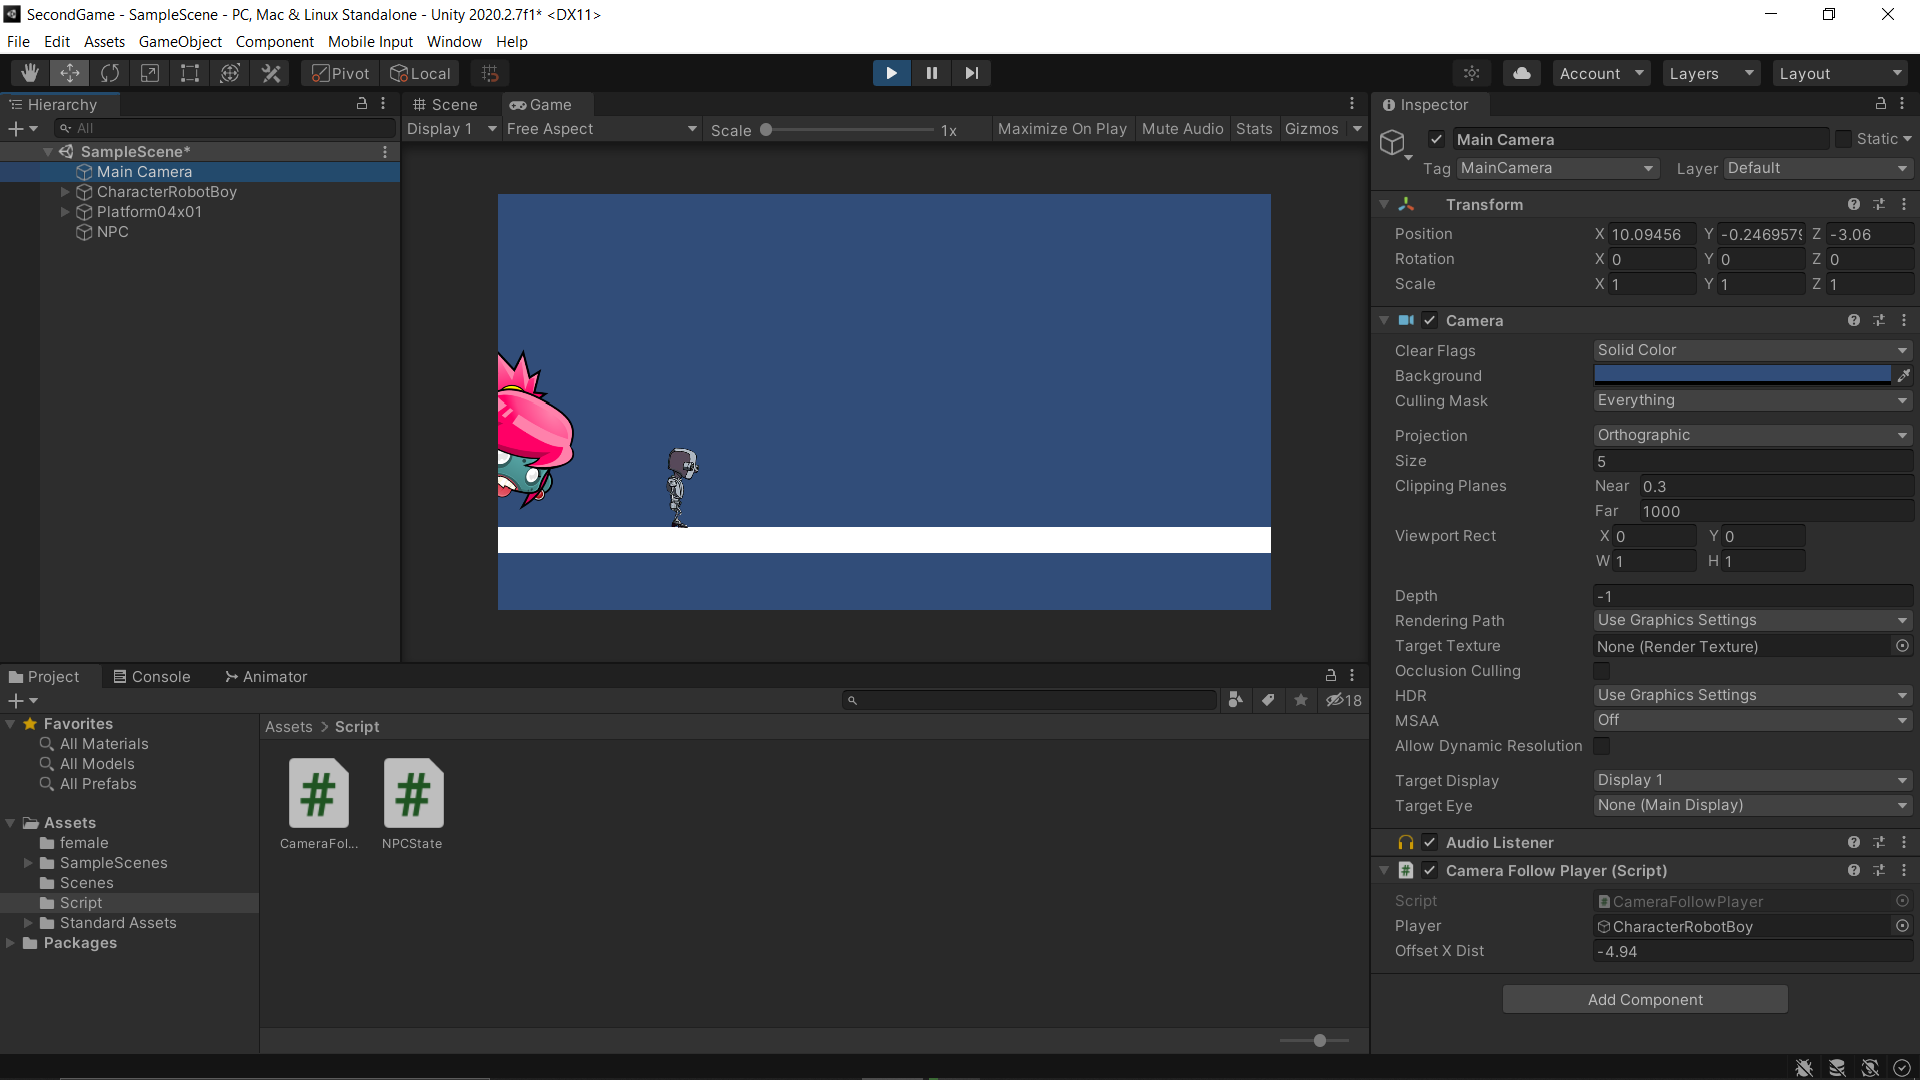 SecondGame - SampleScene - PC, Mac & Linux Standalone - Unity 2020.2.7f1* <DX11>
File Edit Assets GameObject Component Mobile Input Window Help
Pivot Local Account Layers Layout
Hierarchy
All
SampleScene*
Main Camera
CharacterRobotBoy
Platform04x01
NPC
Scene Game
Display 1 Free Aspect Scale 1x Maximize On Play Mute Audio Stats Gizmos
Inspector
Main Camera Static
Tag MainCamera Layer Default
Transform
Position X 10.09456 Y -0.2469579 Z -3.06
Rotation X 0 Y 0 Z 0
Scale X 1 Y 1 Z 1
Camera
Clear Flags Solid Color
Background
Culling Mask Everything
Projection Orthographic
Size 5
Clipping Planes Near 0.3
Far 1000
Viewport Rect X 0 Y 0
W 1 H 1
Depth -1
Rendering Path Use Graphics Settings
Target Texture None (Render Texture)
Occlusion Culling
HDR Use Graphics Settings
MSAA Off
Allow Dynamic Resolution
Target Display Display 1
Target Eye None (Main Display)
Audio Listener
# Camera Follow Player (Script)
Script # CameraFollowPlayer
Player CharacterRobotBoy
Offset X Dist -4.94
Add Component
Project Console Animator
18
Favorites
All Materials
All Models
All Prefabs
Assets
female
SampleScenes
Scenes
Script
Standard Assets
Packages
Assets > Script
# #
CameraFol... NPCState